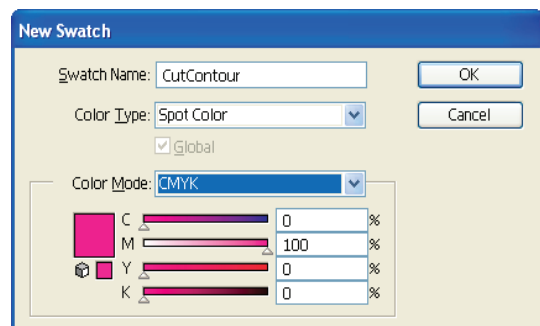 New Swatch
Swatch Name: CutContour
OK
Color Type: Spot Color
Cancel
Global
Color Mode: CMYK
C 0 %
M 100 %
Y 0 %
K 0 %